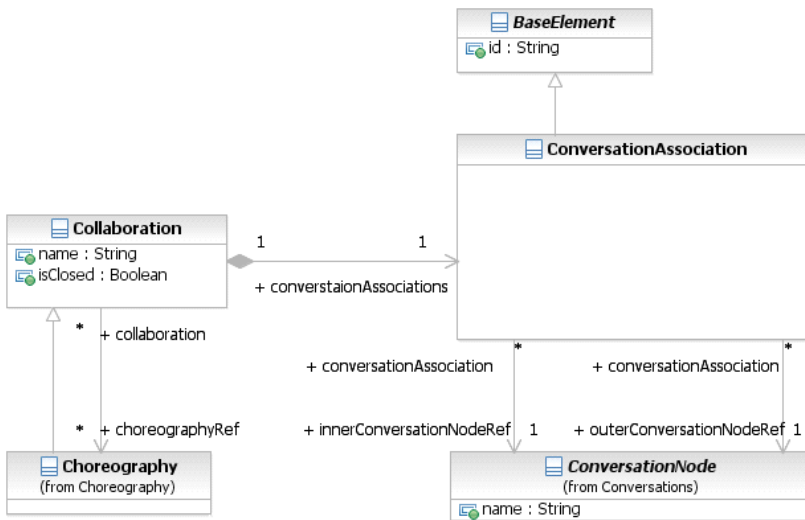 BaseElement
id : String
ConversationAssociation
Collaboration
name : String
isClosed : Boolean
1
1
+ converstaionAssociations
*
+ collaboration
*
+ conversationAssociation
*
+ conversationAssociation
*
+ choreographyRef
+ innerConversationNodeRef
1
+ outerConversationNodeRef
1
Choreography
(from Choreography)
ConversationNode
(from Conversations)
name : String